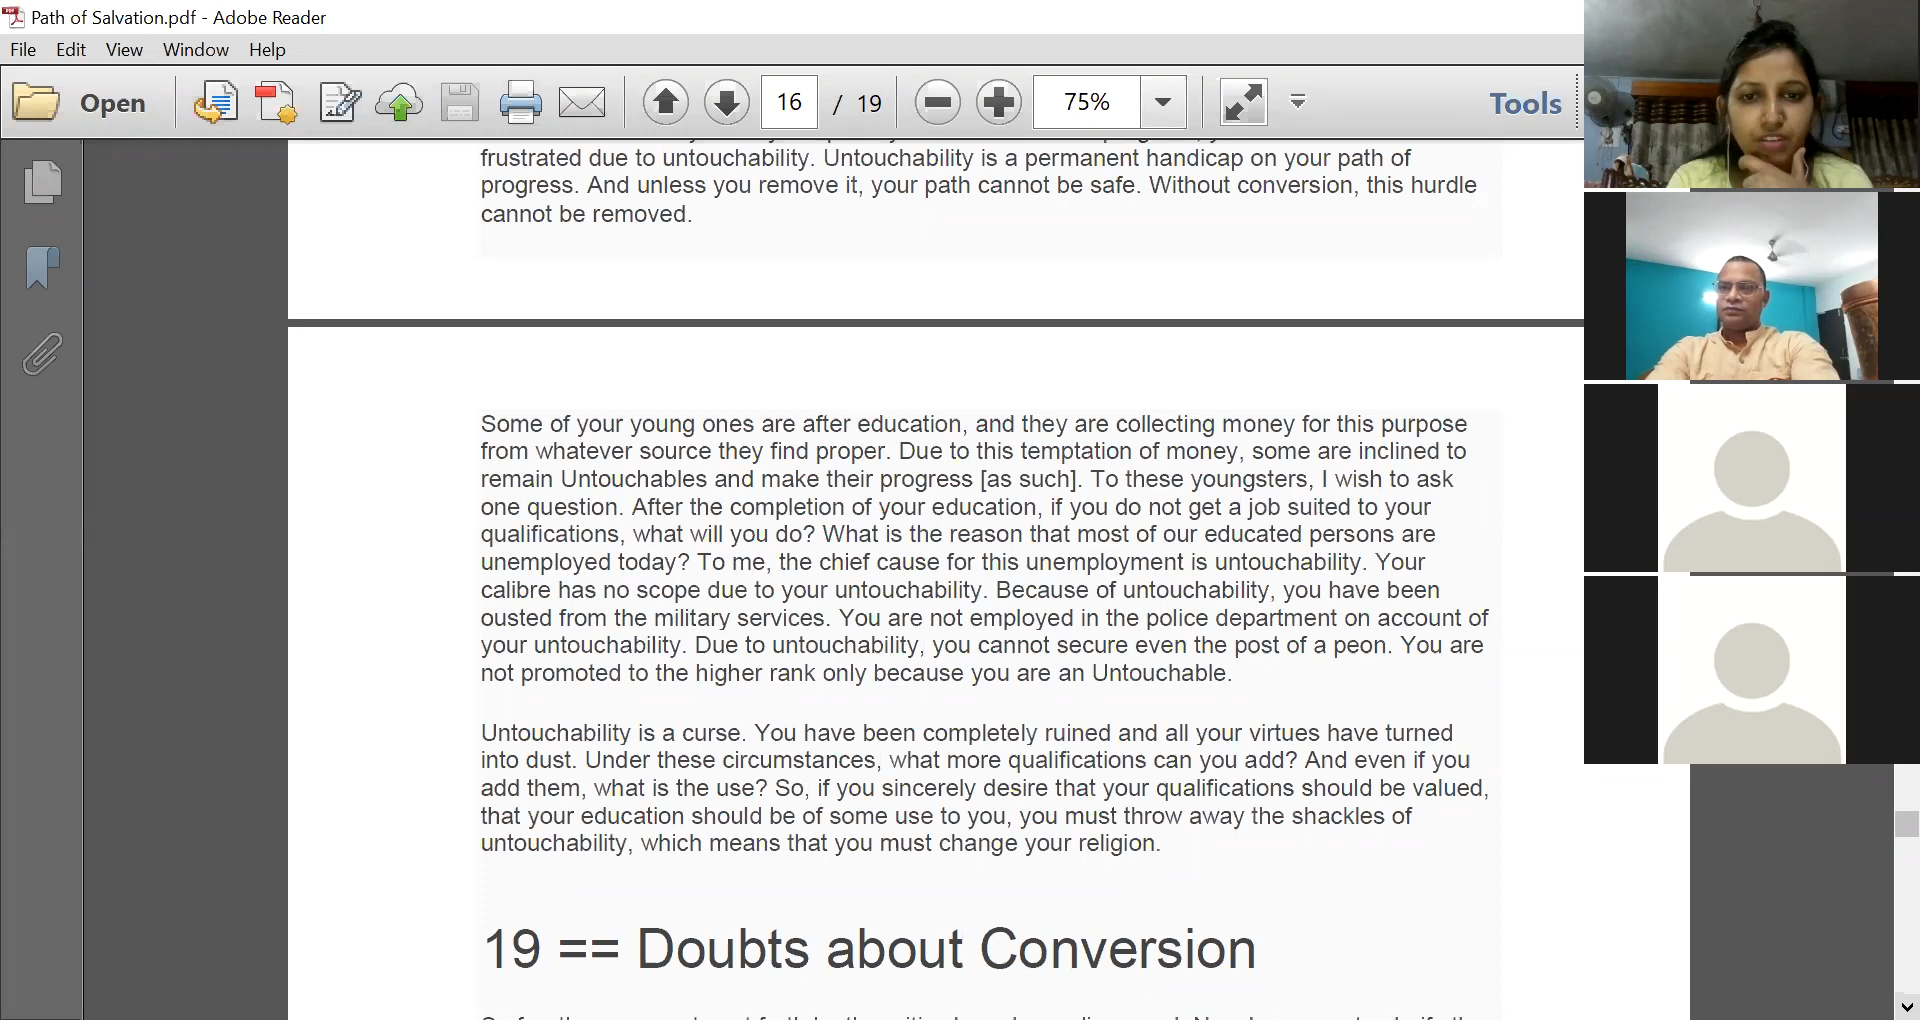 Path of Salvation.pdf - Adobe Reader
File Edit View Window Help
Open 16 / 19 75% Tools
frustrated due to untouchability. Untouchability is a permanent handicap on your path of
progress. And unless you remove it, your path cannot be safe. Without conversion, this hurdle
cannot be removed.
Some of your young ones are after education, and they are collecting money for this purpose
from whatever source they find proper. Due to this temptation of money, some are inclined to
remain Untouchables and make their progress [as such]. To these youngsters, I wish to ask
one question. After the completion of your education, if you do not get a job suited to your
qualifications, what will you do? What is the reason that most of our educated persons are
unemployed today? To me, the chief cause for this unemployment is untouchability. Your
calibre has no scope due to your untouchability. Because of untouchability, you have been
ousted from the military services. You are not employed in the police department on account of
your untouchability. Due to untouchability, you cannot secure even the post of a peon. You are
not promoted to the higher rank only because you are an Untouchable.
Untouchability is a curse. You have been completely ruined and all your virtues have turned
into dust. Under these circumstances, what more qualifications can you add? And even if you
add them, what is the use? So, if you sincerely desire that your qualifications should be valued,
that your education should be of some use to you, you must throw away the shackles of
untouchability, which means that you must change your religion.
19 == Doubts about Conversion